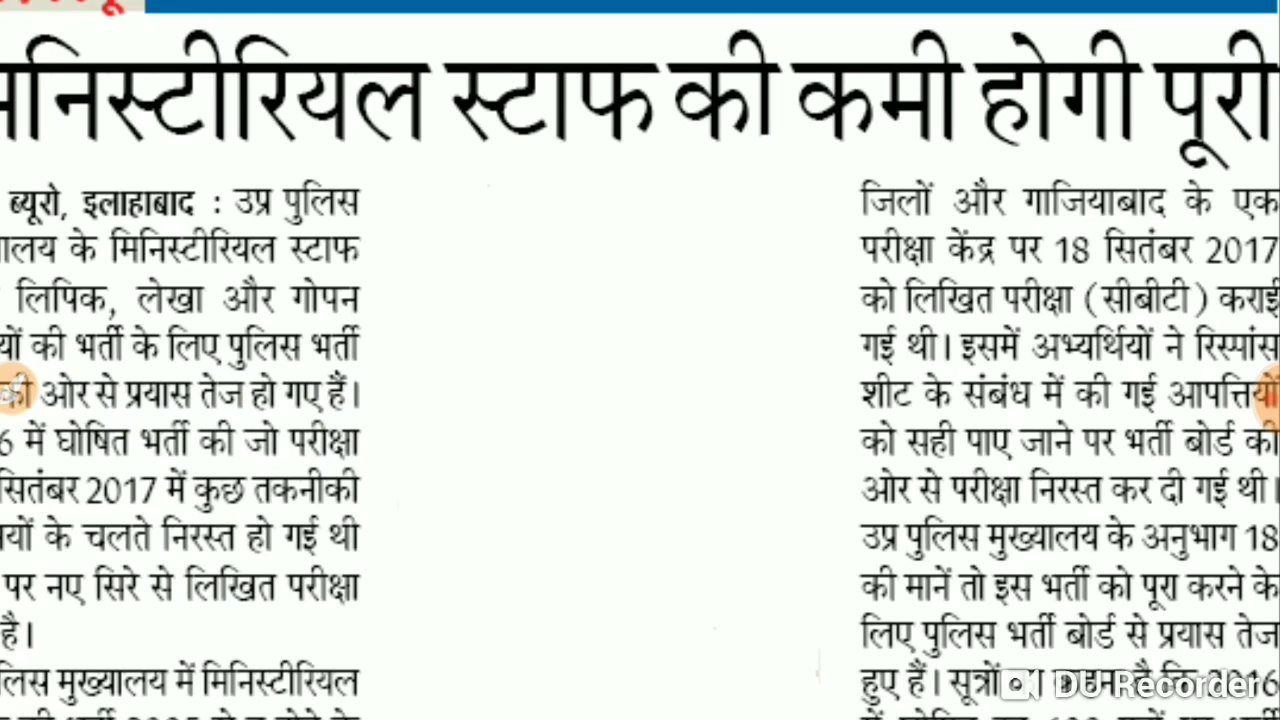 मिनिस्टीरियल स्टाफ की कमी होगी पूरी
ब्यूरो, इलाहाबाद : उप्र पुलिस
के मिनिस्टीरियल स्टाफ
लिपिक, लेखा और गोपन
की भर्ती के लिए पुलिस भर्ती
की ओर से प्रयास तेज हो गए हैं।
6 में घोषित भर्ती की जो परीक्षा
सितंबर 2017 में कुछ तकनीकी
के चलते निरस्त हो गई थी
पर नए सिरे से लिखित परीक्षा
है।
मुख्यालय में मिनिस्टीरियल
जिलों और गाजियाबाद के एक
परीक्षा केंद्र पर 18 सितंबर 2017
को लिखित परीक्षा (सीबीटी) कराई
गई थी। इसमें अभ्यर्थियों ने रिस्पांस
शीट के संबंध में की गई आपत्तियों
को सही पाए जाने पर भर्ती बोर्ड की
ओर से परीक्षा निरस्त कर दी गई थी।
उप्र पुलिस मुख्यालय के अनुभाग 18
की मानें तो इस भर्ती को पूरा करने के
लिए पुलिस भर्ती बोर्ड से प्रयास तेज
हुए हैं। सूत्रों का कहना है कि 2016
DU Recorder